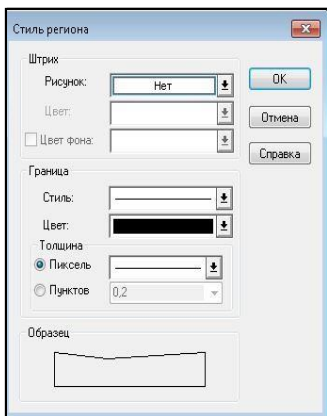 Стиль региона
Штрих
Рисунок: Нет
OK
Цвет:
Отмена
Цвет фона:
Справка
Граница
Стиль:
Цвет:
Толщина
Пиксель
Пунктов 0,2
Образец